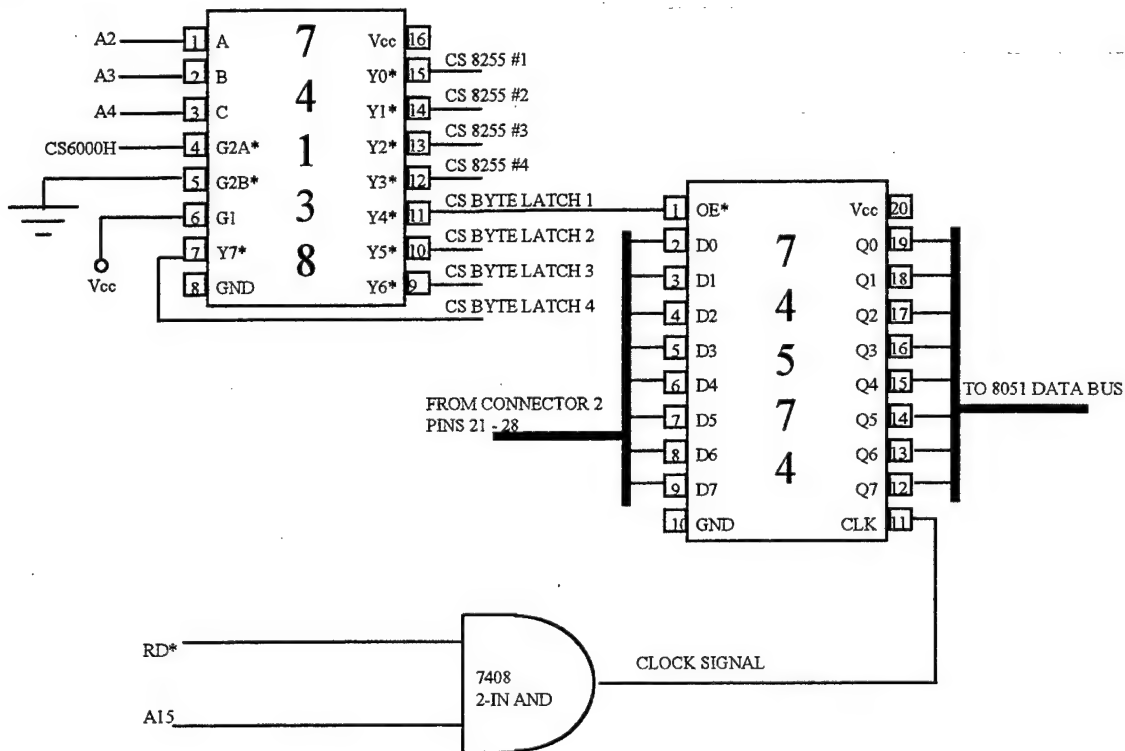 A2 1 A 7 Vcc 16
A3 2 B Y0* 15 CS 8255 #1
A4 3 C 4 Y1* 14 CS 8255 #2
CS6000H 4 G2A* 1 Y2* 13 CS 8255 #3
5 G2B* Y3* 12 CS 8255 #4
Vcc 6 G1 3 Y4* 11 CS BYTE LATCH 1
7 Y7* 8 Y5* 10 CS BYTE LATCH 2
8 GND Y6* 9 CS BYTE LATCH 3
CS BYTE LATCH 4
1 OE* Vcc 20
2 D0 7 Q0 19
3 D1 Q1 18
4 D2 4 Q2 17
5 D3 5 Q3 16
6 D4 Q4 15
7 D5 7 Q5 14
8 D6 4 Q6 13
9 D7 Q7 12
10 GND CLK 11
FROM CONNECTOR 2
PINS 21 - 28
TO 8051 DATA BUS
RD*
A15
7408
2-IN AND
CLOCK SIGNAL